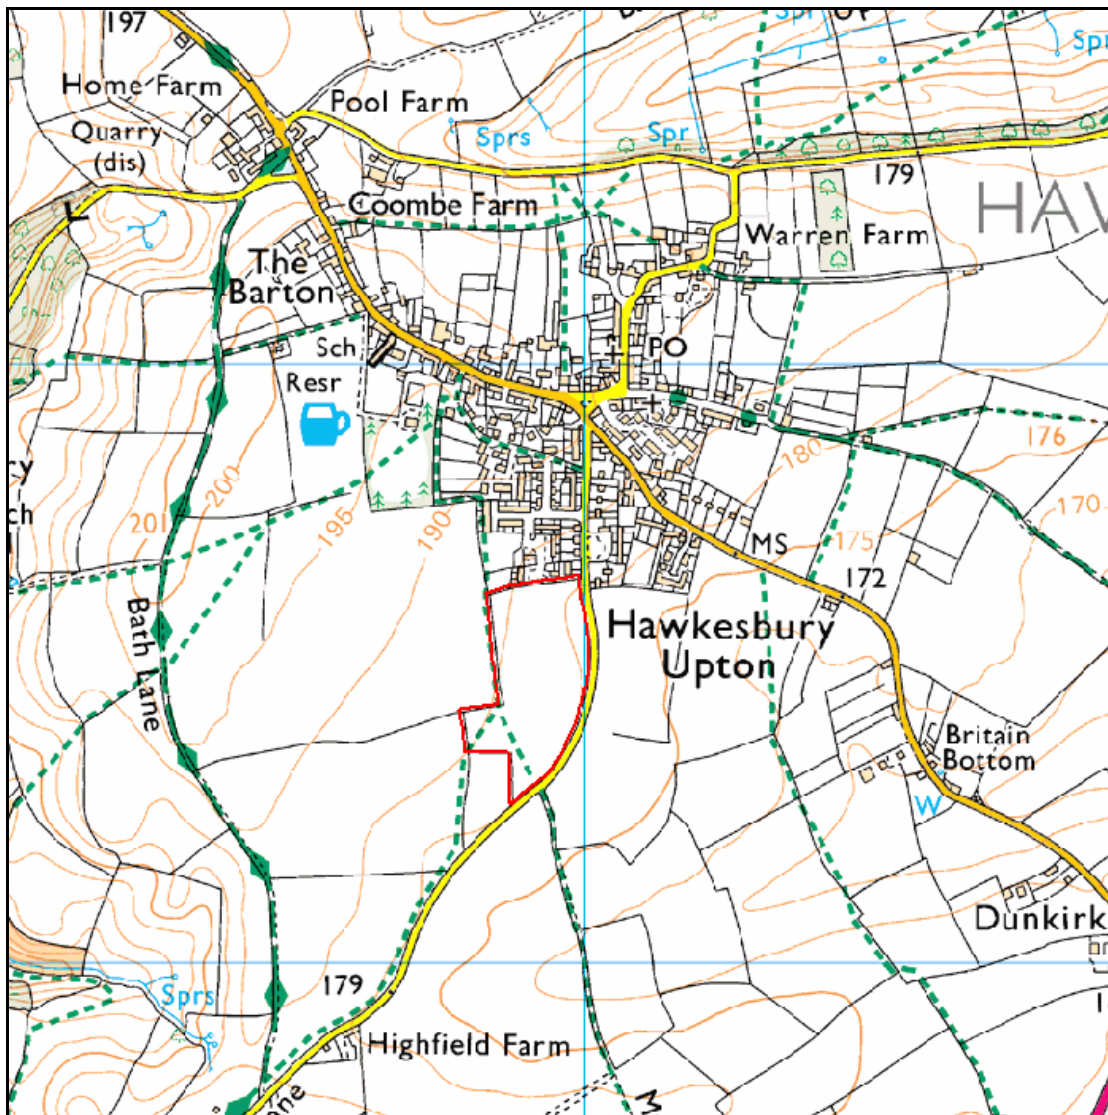 197
Home Farm
Pool Farm
Quarry
(dis)
Sprs
Spr
Spr
179
HAW
Coombe Farm
Warren Farm
The
Barton
Sch
PO
Resr
200
195
190
201
180
176
170
175
MS
172
Hawkesbury
Upton
Bath Lane
Britain
Bottom
W
Dunkirk
Sprs
179
Highfield Farm